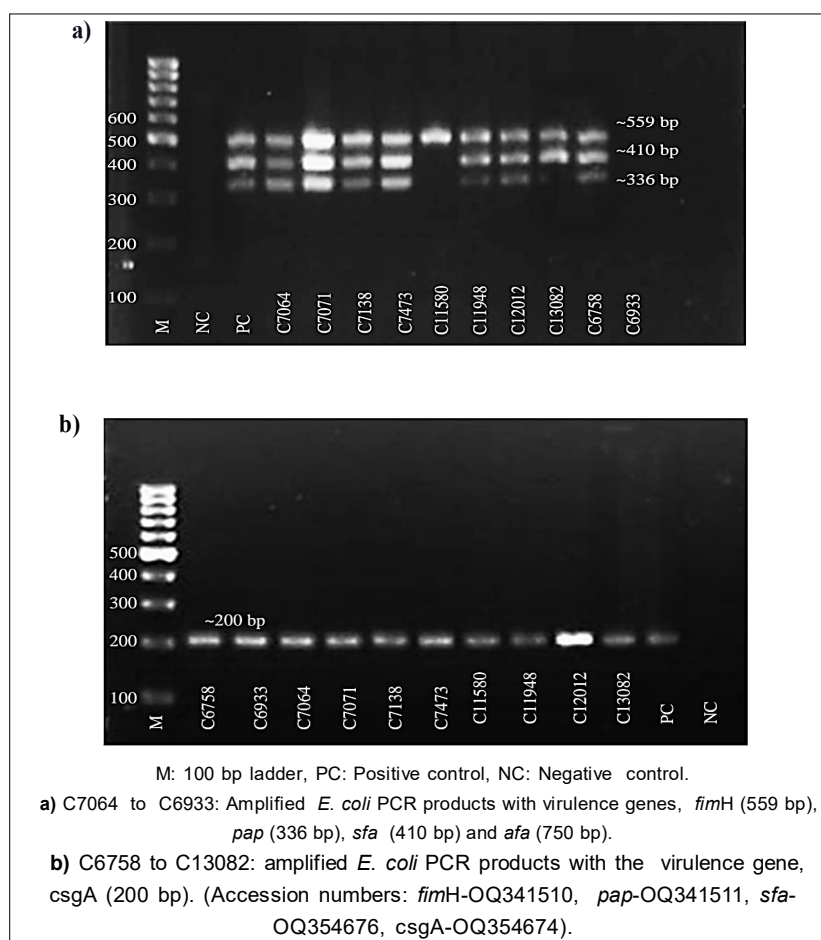 a)
600
500
400
300
200
100
~559 bp
~410 bp
~336 bp
M NC PC C7064 C7071 C7138 C7473 C11580 C11948 C12012 C13082 C6758 C6933
b)
500
400
300
200
100
~200 bp
M C6758 C6933 C7064 C7071 C7138 C7473 C11580 C11948 C12012 C13082 PC NC
M: 100 bp ladder, PC: Positive control, NC: Negative control.
a) C7064 to C6933: Amplified E. coli PCR products with virulence genes, fimH (559 bp),
pap (336 bp), sfa (410 bp) and afa (750 bp).
b) C6758 to C13082: amplified E. coli PCR products with the virulence gene,
csgA (200 bp). (Accession numbers: fimH-OQ341510, pap-OQ341511, sfa-
OQ354676, csgA-OQ354674).